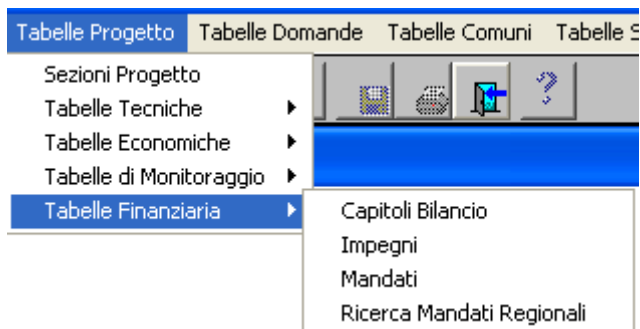 Tabelle Progetto Tabelle Domande Tabelle Comuni Tabelle
Sezioni Progetto
Tabelle Tecniche
Tabelle Economiche
Tabelle di Monitoraggio
Tabelle Finanziaria
Capitoli Bilancio
Impegni
Mandati
Ricerca Mandati Regionali